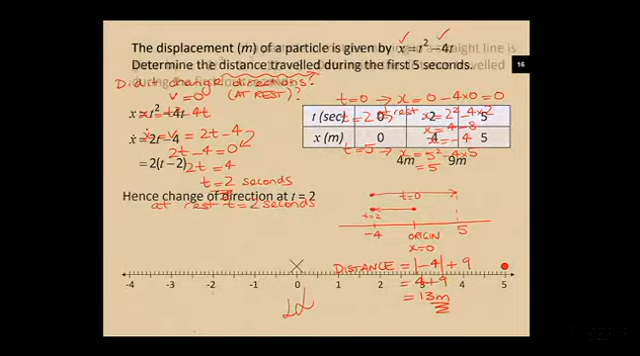 The displacement (m) of a particle is given by x = t² – 4t
Determine the distance travelled during the first 5 seconds.
16
Does it change directions?
v = 0 (AT REST)?
x = t² – 4t
ẋ = v = 2t – 4
ẋ = 2t – 4
2t – 4 = 0
= 2(t – 2)
2t = 4
t = 2 seconds
Hence change of direction at t = 2
at rest t = 2 seconds
t (sec) 0 2 5
x (m) 0 -4 5
4m 9m
t=0 → x = 0 – 4×0 = 0
t = 2 rest x = 2² – 4×2
x = 4 – 8
x = – 4
t = 5 → x = 5² – 4×5
= 5
t=0
t=2
-4 ORIGIN 5
x=0
DISTANCE = |-4| + 9
= 4 + 9
= 13m
-4 -3 -2 -1 0 1 2 3 4 5